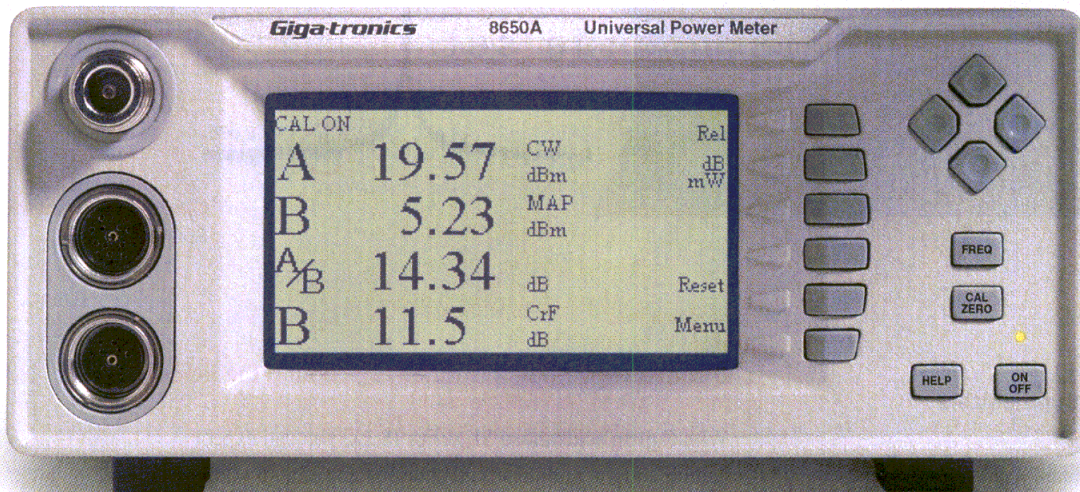 Giga-tronics 8650A Universal Power Meter
CAL ON
A 19.57 CW dBm
Rel
dB
mW
B 5.23 MAP dBm
A/B 14.34 dB
Reset
B 11.5 CrF dB
Menu
FREQ
CAL
ZERO
HELP
ON
OFF